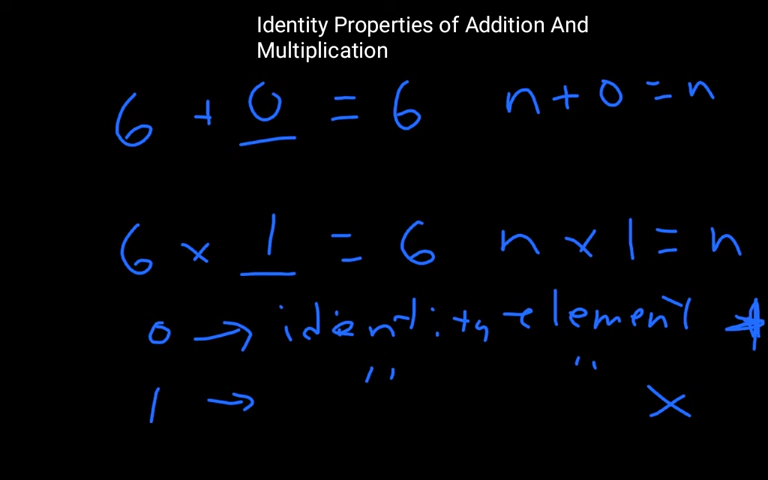 Identity Properties of Addition And
Multiplication
6 + 0 = 6 n + 0 = n
6 × 1 = 6 n × 1 = n
0 → identity element +
1 → " " ×